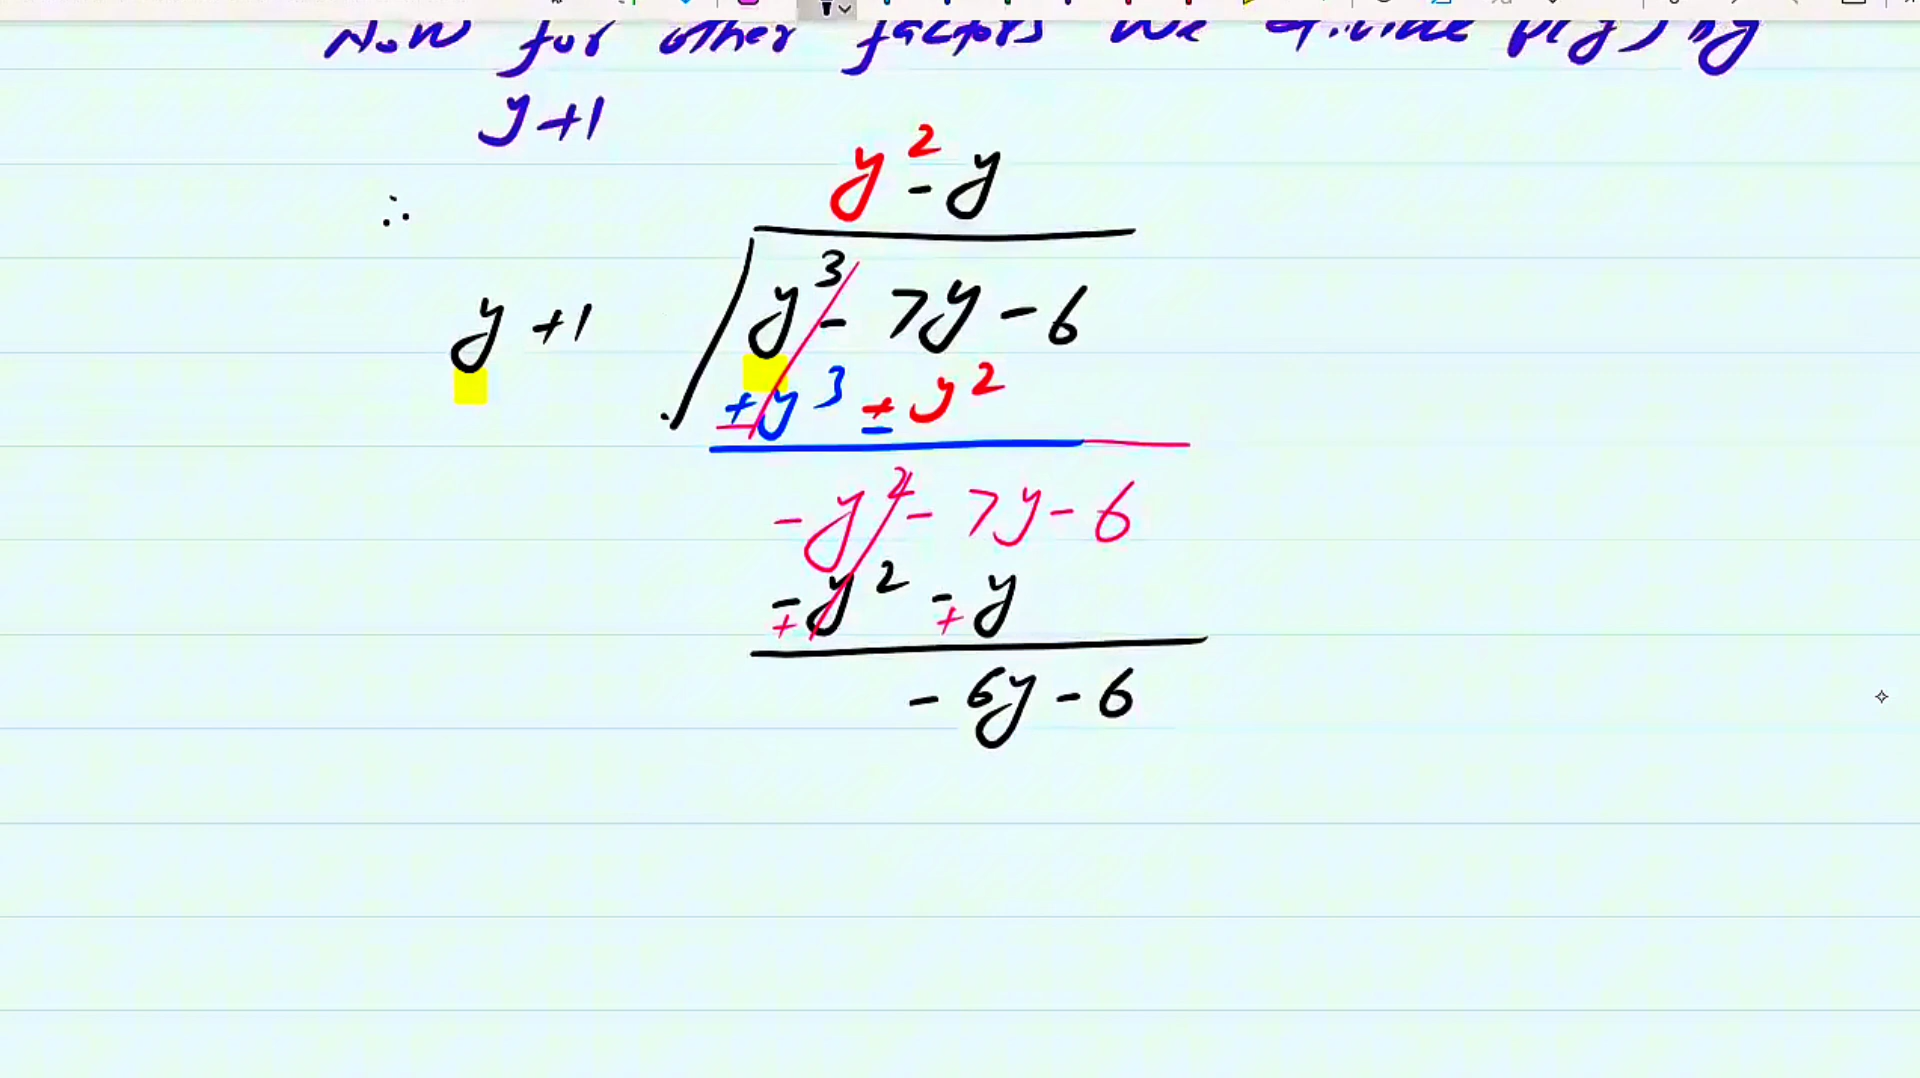 Now for other factors we divide p(y) by
y+1
y² - y
∴
y +1 y³ - 7y - 6
± y³ ± y²
- y² - 7y - 6
- y² - y
+ +
- 6y - 6